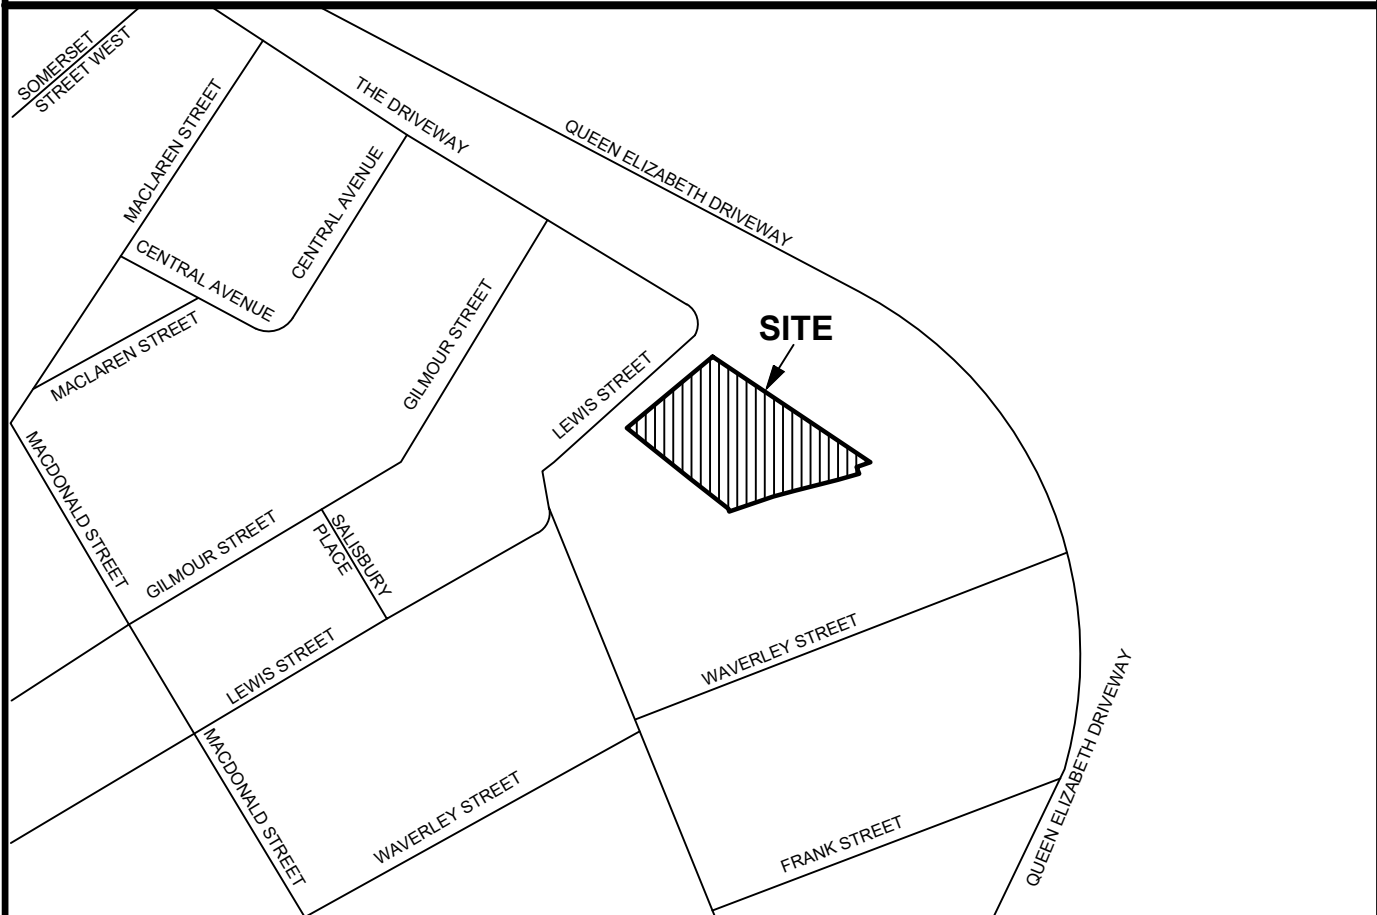 SOMERSET
STREET WEST
MACLAREN STREET
THE DRIVEWAY
QUEEN ELIZABETH DRIVEWAY
CENTRAL AVENUE
CENTRAL AVENUE
MACLAREN STREET
GILMOUR STREET
SITE
LEWIS STREET
MACDONALD STREET
GILMOUR STREET
SALISBURY
PLACE
LEWIS STREET
WAVERLEY STREET
QUEEN ELIZABETH DRIVEWAY
MACDONALD STREET
WAVERLEY STREET
FRANK STREET